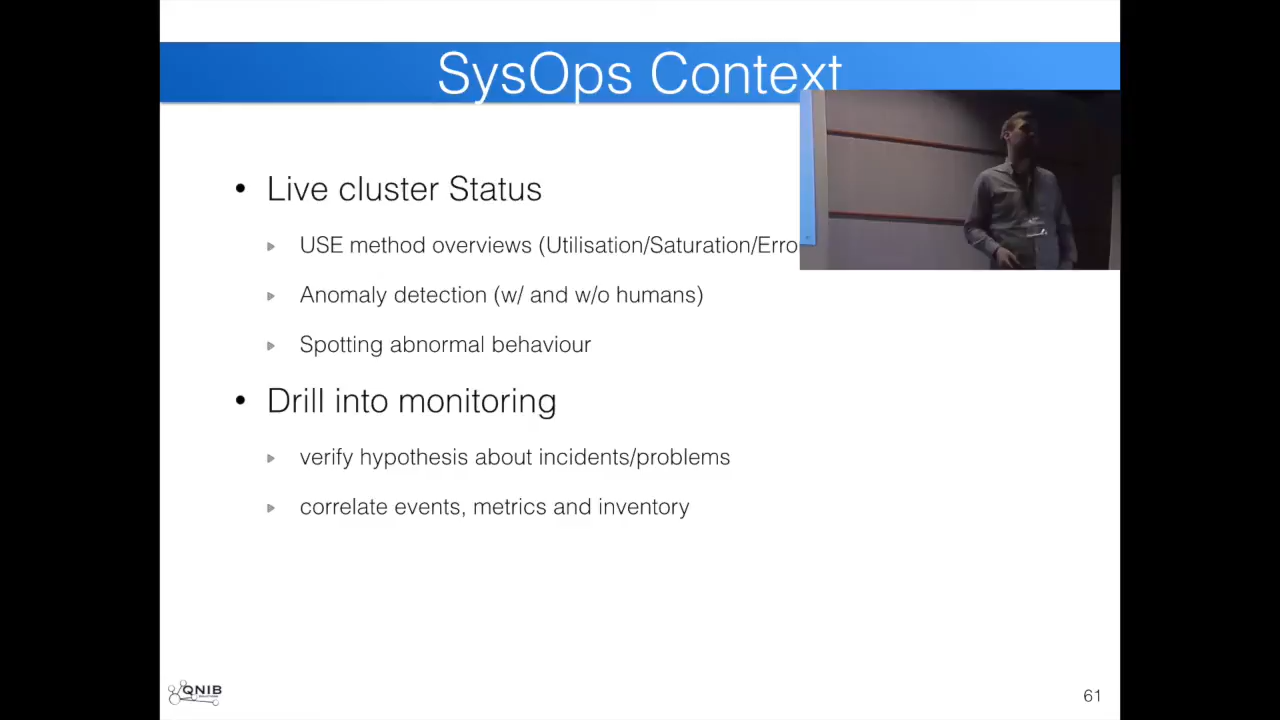 SysOps Context
• Live cluster Status
USE method overviews (Utilisation/Saturation/Erro
Anomaly detection (w/ and w/o humans)
Spotting abnormal behaviour
• Drill into monitoring
verify hypothesis about incidents/problems
correlate events, metrics and inventory
QNIB
61